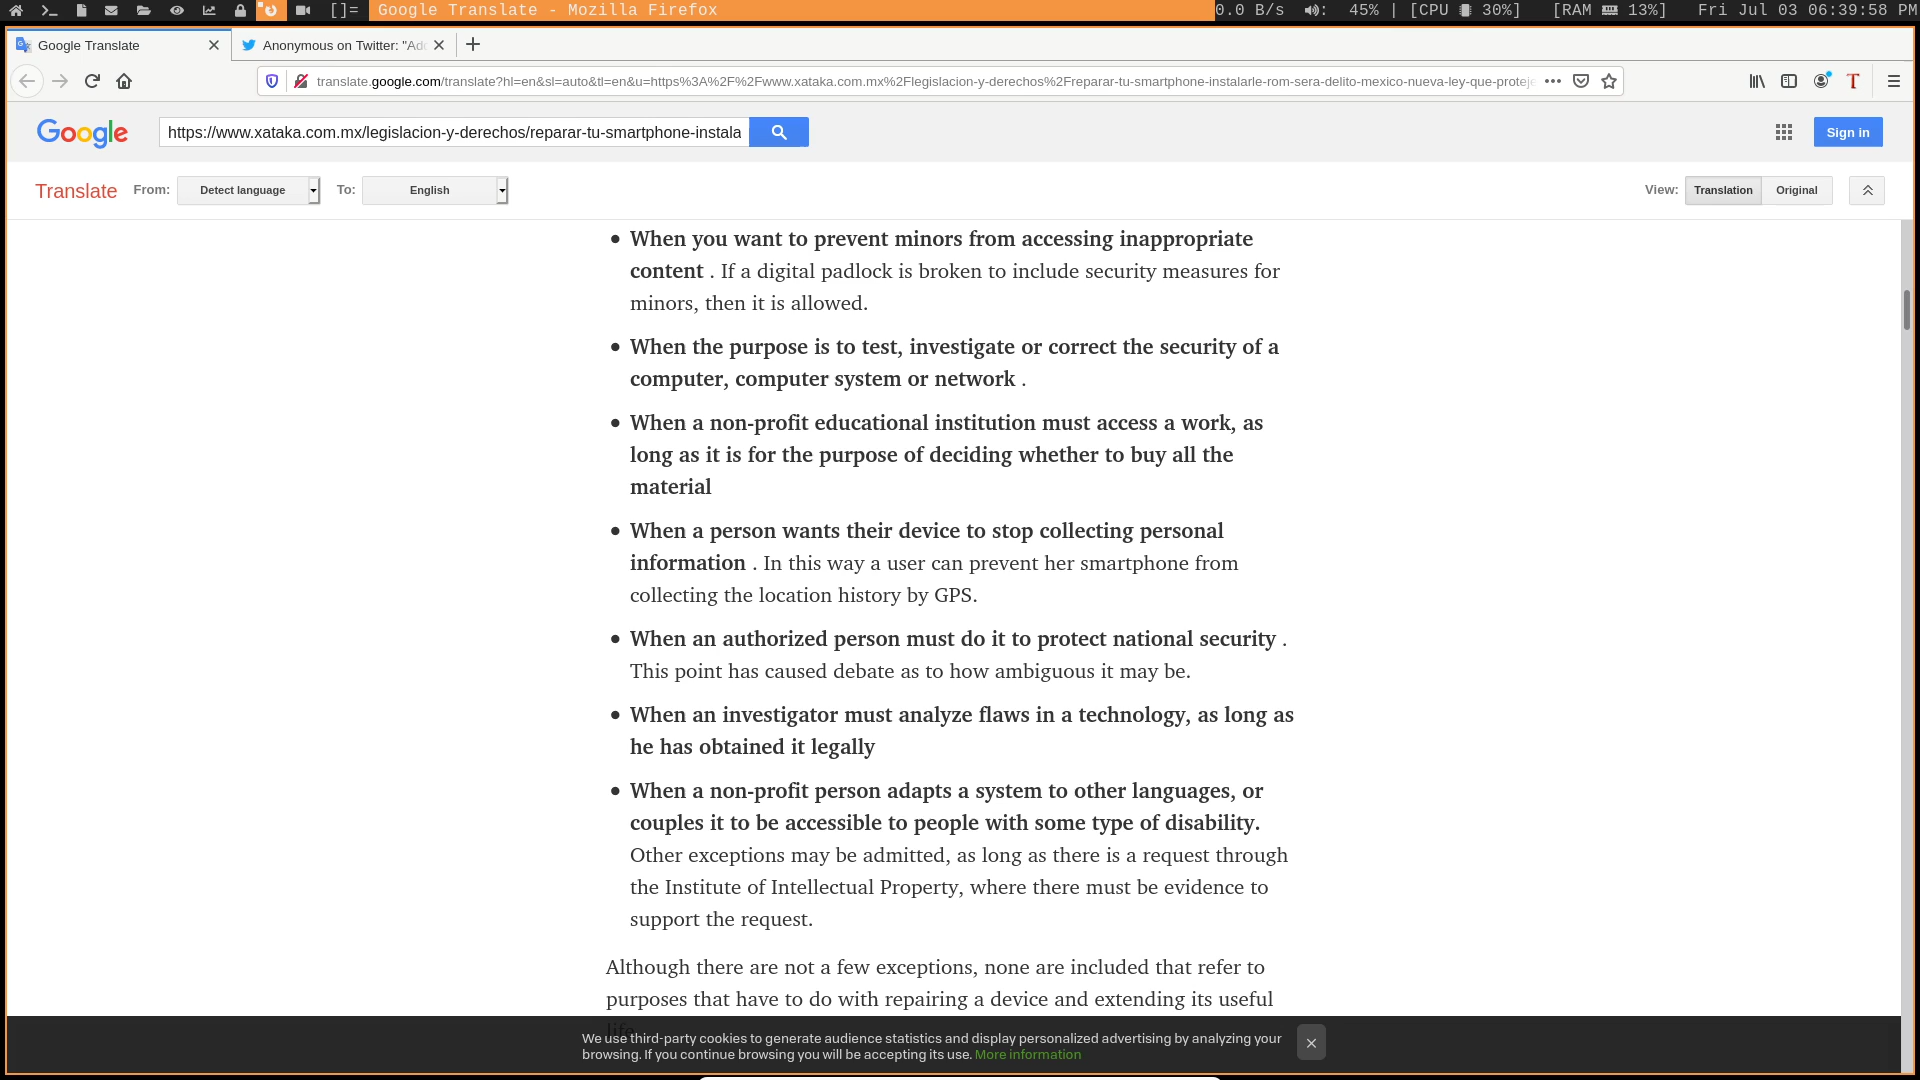 []= Google Translate - Mozilla Firefox 0.0 B/s : 45% | [CPU 30%] [RAM 13%] Fri Jul 03 06:39:58 PM
Google Translate Anonymous on Twitter: "Ad
translate.google.com/translate?hl=en&sl=auto&tl=en&u=https%3A%2F%2Fwww.xataka.com.mx%2Flegislacion-y-derechos%2Freparar-tu-smartphone-instalarle-rom-sera-delito-mexico-nueva-ley-que-proteje
Google https://www.xataka.com.mx/legislacion-y-derechos/reparar-tu-smartphone-instala Sign in
Translate From: Detect language To: English View: Translation Original
• When you want to prevent minors from accessing inappropriate
content . If a digital padlock is broken to include security measures for
minors, then it is allowed.
• When the purpose is to test, investigate or correct the security of a
computer, computer system or network .
• When a non-profit educational institution must access a work, as
long as it is for the purpose of deciding whether to buy all the
material
• When a person wants their device to stop collecting personal
information . In this way a user can prevent her smartphone from
collecting the location history by GPS.
• When an authorized person must do it to protect national security .
This point has caused debate as to how ambiguous it may be.
• When an investigator must analyze flaws in a technology, as long as
he has obtained it legally
• When a non-profit person adapts a system to other languages, or
couples it to be accessible to people with some type of disability.
Other exceptions may be admitted, as long as there is a request through
the Institute of Intellectual Property, where there must be evidence to
support the request.
Although there are not a few exceptions, none are included that refer to
purposes that have to do with repairing a device and extending its useful
life.
We use third-party cookies to generate audience statistics and display personalized advertising by analyzing your
browsing. If you continue browsing you will be accepting its use. More information